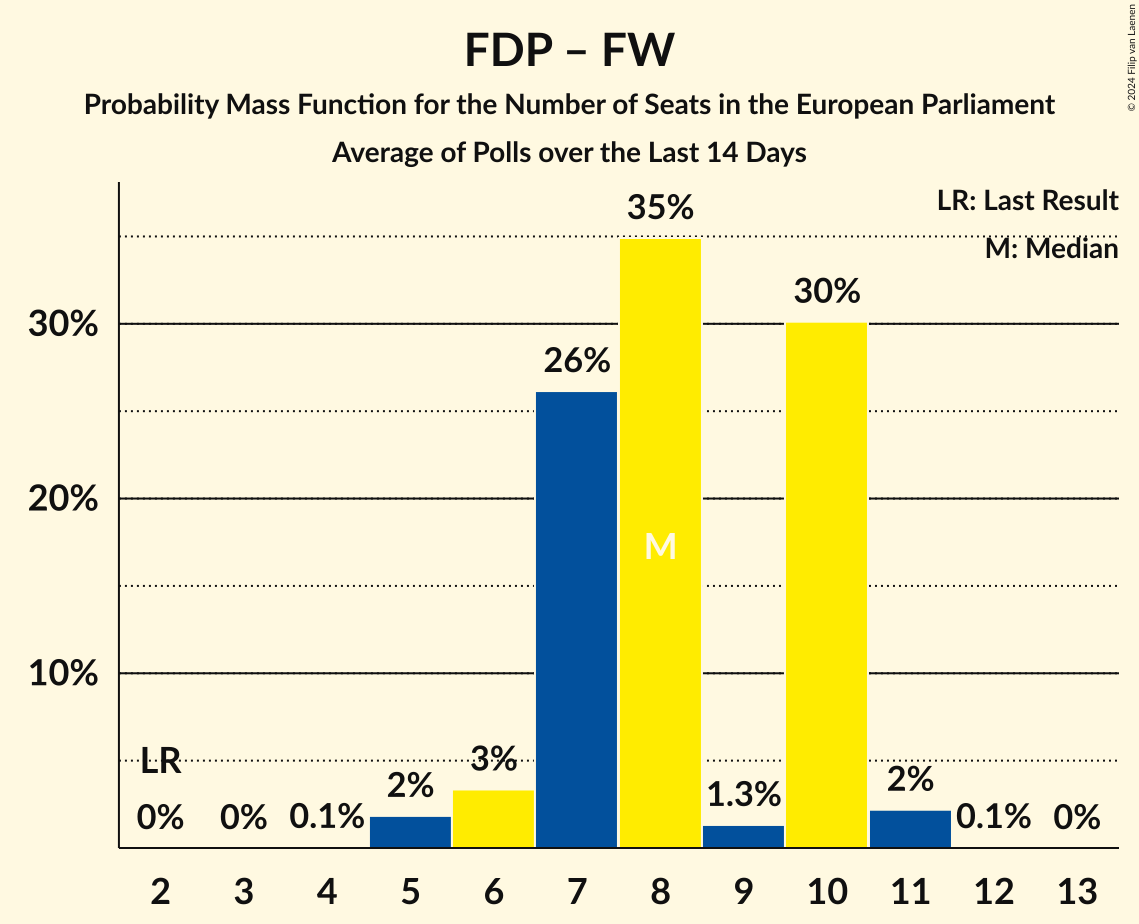 FDP – FW
Probability Mass Function for the Number of Seats in the European Parliament
Average of Polls over the Last 14 Days
© 2024 Filip van Laenen
LR: Last Result
M: Median
35%
30%
30%
26%
20%
M
10%
LR
3%
2%
2%
1.3%
0%
0%
0.1%
0.1%
0%
2 3 4 5 6 7 8 9 10 11 12 13